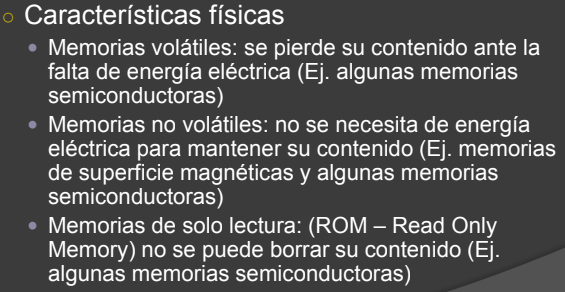 Características físicas
Memorias volátiles: se pierde su contenido ante la
falta de energía eléctrica (Ej. algunas memorias
semiconductoras)
Memorias no volátiles: no se necesita de energía
eléctrica para mantener su contenido (Ej. memorias
de superficie magnéticas y algunas memorias
semiconductoras)
Memorias de solo lectura: (ROM – Read Only
Memory) no se puede borrar su contenido (Ej.
algunas memorias semiconductoras)